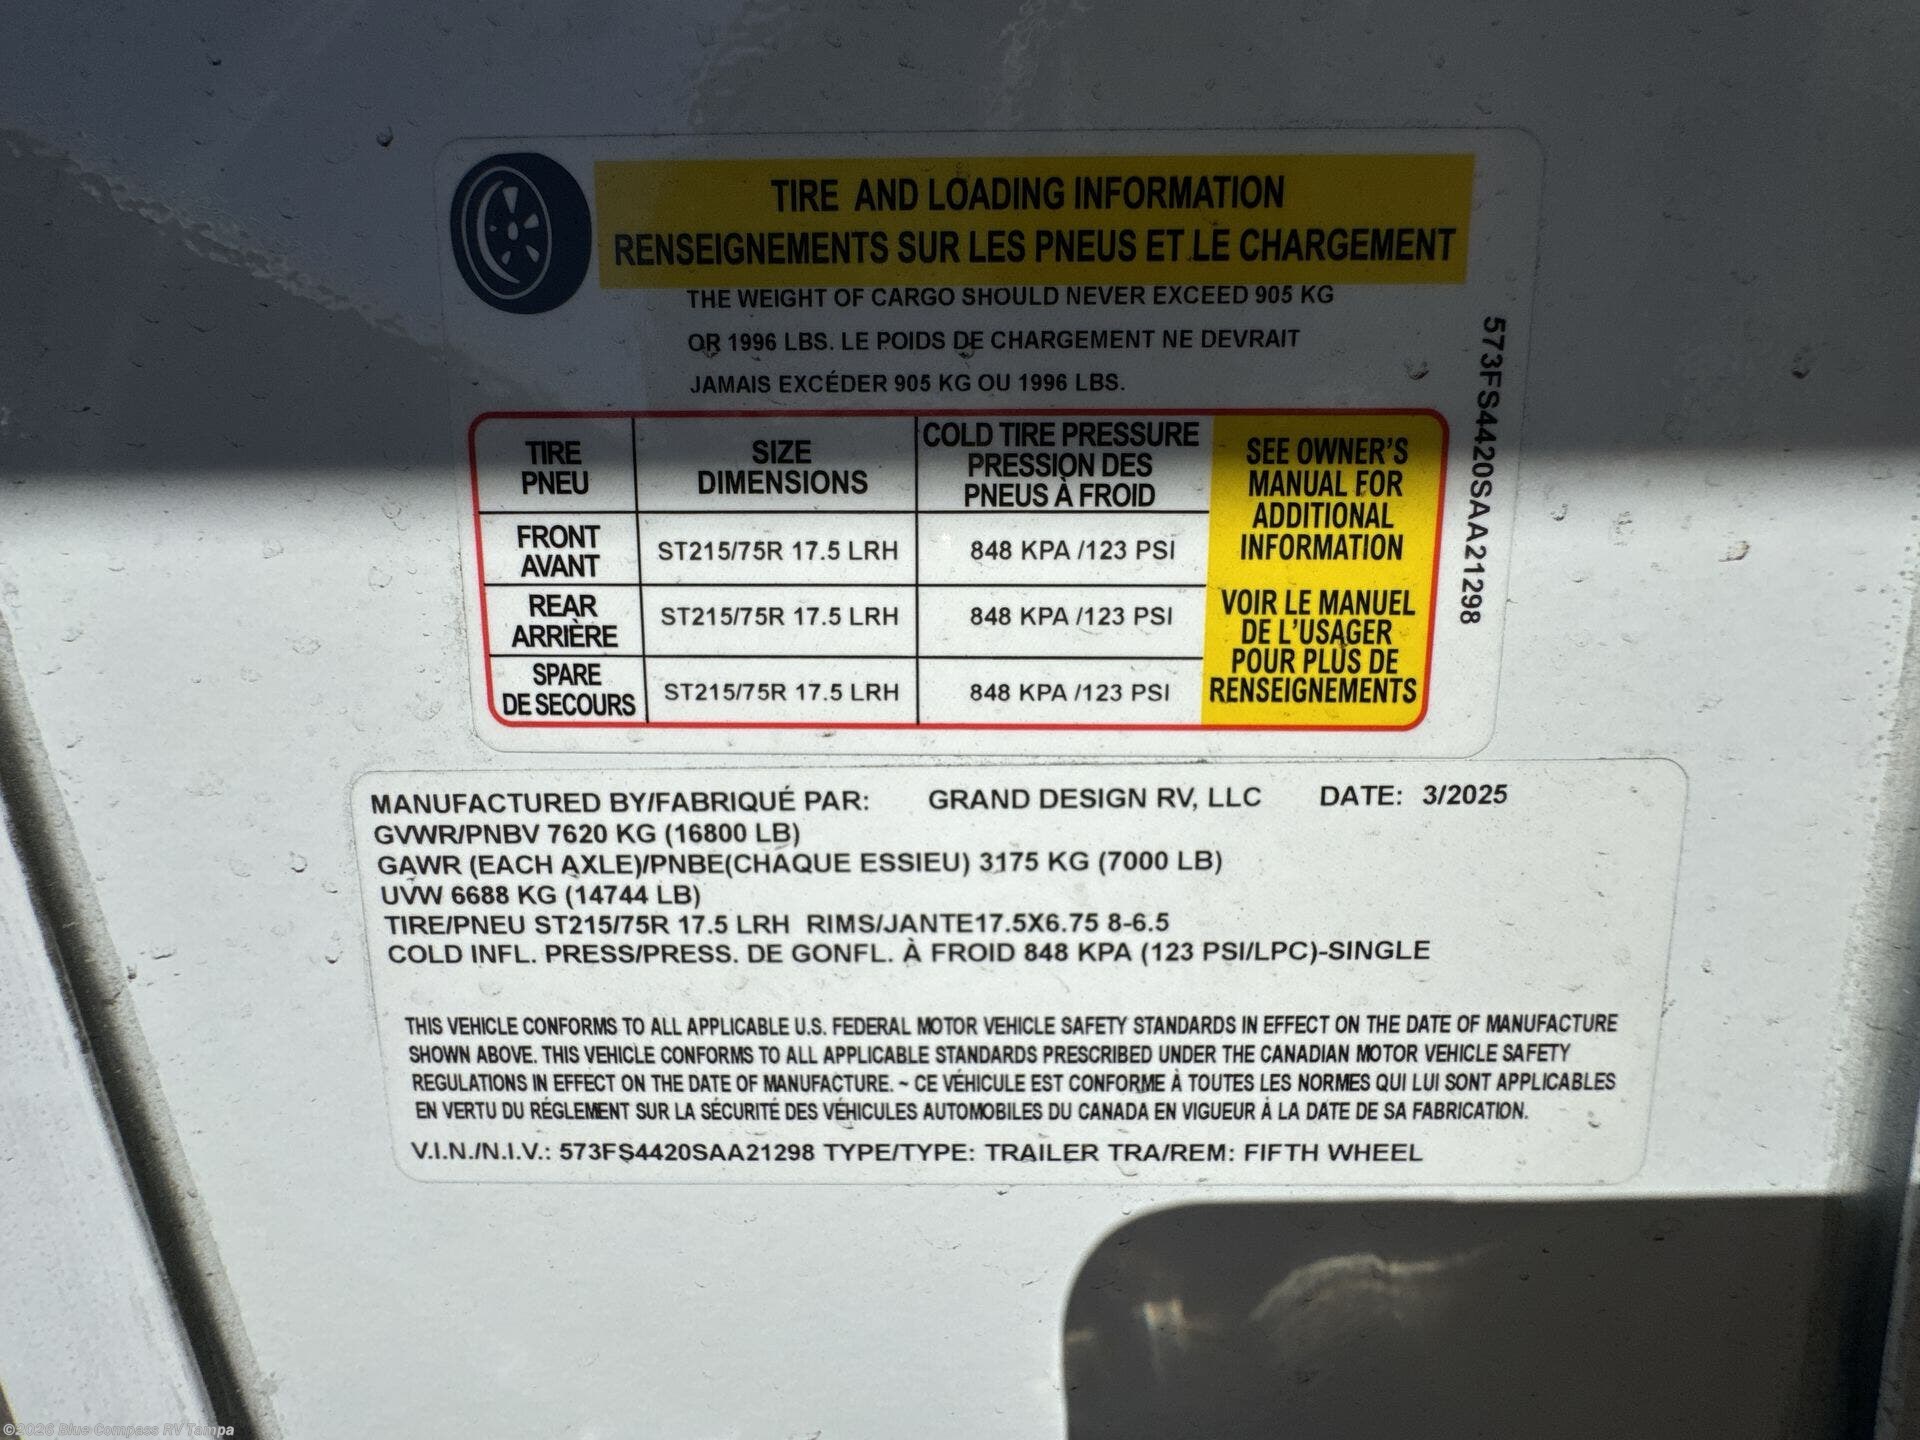 TIRE AND LOADING INFORMATION
RENSEIGNEMENTS SUR LES PNEUS ET LE CHARGEMENT
THE WEIGHT OF CARGO SHOULD NEVER EXCEED 905 KG
OR 1996 LBS. LE POIDS DE CHARGEMENT NE DEVRAIT
JAMAIS EXCÉDER 905 KG OU 1996 LBS.
TIRE
PNEU
SIZE
DIMENSIONS
COLD TIRE PRESSURE
PRESSION DES
PNEUS À FROID
FRONT
AVANT
ST215/75R 17.5 LRH
848 KPA /123 PSI
REAR
ARRIÈRE
ST215/75R 17.5 LRH
848 KPA /123 PSI
SPARE
DE SECOURS
ST215/75R 17.5 LRH
848 KPA /123 PSI
SEE OWNER'S
MANUAL FOR
ADDITIONAL
INFORMATION
VOIR LE MANUEL
DE L'USAGER
POUR PLUS DE
RENSEIGNEMENTS
573FS4420SAA21298
MANUFACTURED BY/FABRIQUÉ PAR: GRAND DESIGN RV, LLC DATE: 3/2025
GVWR/PNBV 7620 KG (16800 LB)
GAWR (EACH AXLE)/PNBE(CHAQUE ESSIEU) 3175 KG (7000 LB)
UVW 6688 KG (14744 LB)
TIRE/PNEU ST215/75R 17.5 LRH RIMS/JANTE17.5X6.75 8-6.5
COLD INFL. PRESS/PRESS. DE GONFL. À FROID 848 KPA (123 PSI/LPC)-SINGLE
THIS VEHICLE CONFORMS TO ALL APPLICABLE U.S. FEDERAL MOTOR VEHICLE SAFETY STANDARDS IN EFFECT ON THE DATE OF MANUFACTURE
SHOWN ABOVE. THIS VEHICLE CONFORMS TO ALL APPLICABLE STANDARDS PRESCRIBED UNDER THE CANADIAN MOTOR VEHICLE SAFETY
REGULATIONS IN EFFECT ON THE DATE OF MANUFACTURE. ~ CE VÉHICULE EST CONFORME À TOUTES LES NORMES QUI LUI SONT APPLICABLES
EN VERTU DU RÉGLEMENT SUR LA SÉCURITÉ DES VÉHICULES AUTOMOBILES DU CANADA EN VIGUEUR À LA DATE DE SA FABRICATION.
V.I.N./N.I.V.: 573FS4420SAA21298 TYPE/TYPE: TRAILER TRA/REM: FIFTH WHEEL
©2026 Blue Compass RV Tampa